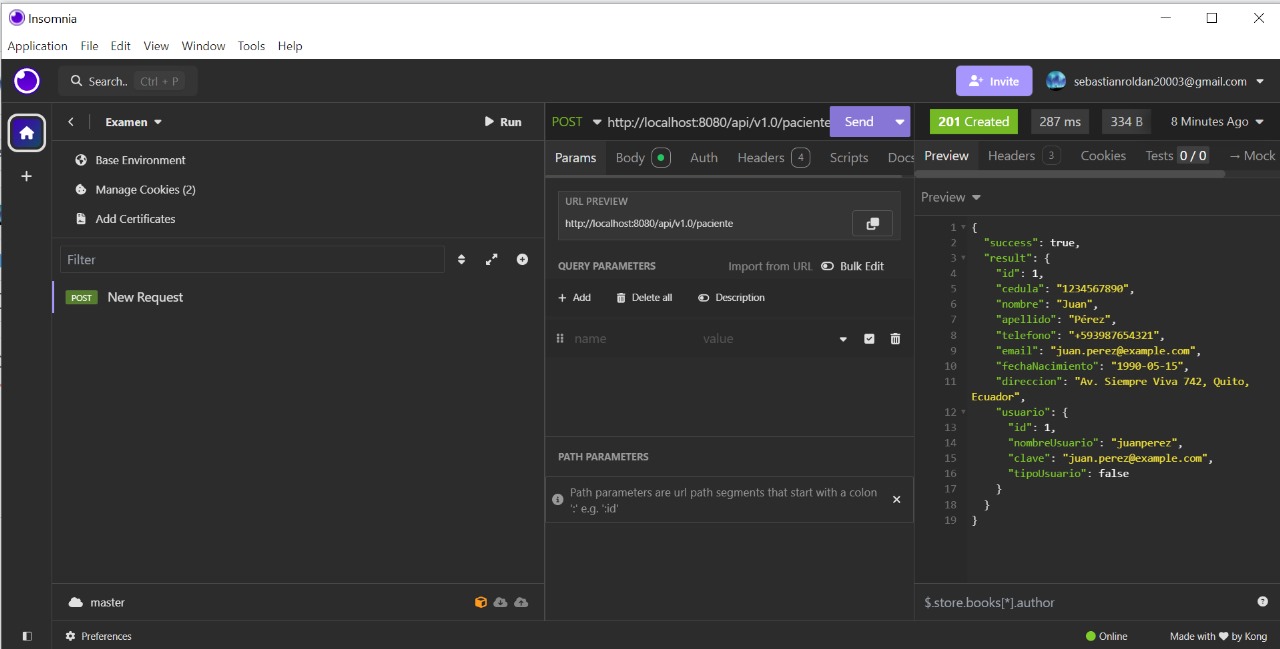 Insomnia
Application File Edit View Window Tools Help
Search.. Ctrl + P
Invite
sebastianroldan20003@gmail.com
Examen
Run
Base Environment
Manage Cookies (2)
Add Certificates
Filter
POST New Request
master
Preferences
POST http://localhost:8080/api/v1.0/paciente Send
Params Body Auth Headers 4 Scripts Docs
URL PREVIEW
http://localhost:8080/api/v1.0/paciente
QUERY PARAMETERS Import from URL Bulk Edit
Add Delete all Description
name value
PATH PARAMETERS
Path parameters are url path segments that start with a colon
':' e.g. ':id'
201 Created 287 ms 334 B 8 Minutes Ago
Preview Headers 3 Cookies Tests 0 / 0 → Mock
Preview
1 {
2 "success": true,
3 "result": {
4 "id": 1,
5 "cedula": "1234567890",
6 "nombre": "Juan",
7 "apellido": "Pérez",
8 "telefono": "+593987654321",
9 "email": "juan.perez@example.com",
10 "fechaNacimiento": "1990-05-15",
11 "direccion": "Av. Siempre Viva 742, Quito,
Ecuador",
12 "usuario": {
13 "id": 1,
14 "nombreUsuario": "juanperez",
15 "clave": "juan.perez@example.com",
16 "tipoUsuario": false
17 }
18 }
19 }
$.store.books[*].author
Online
Made with ♥ by Kong